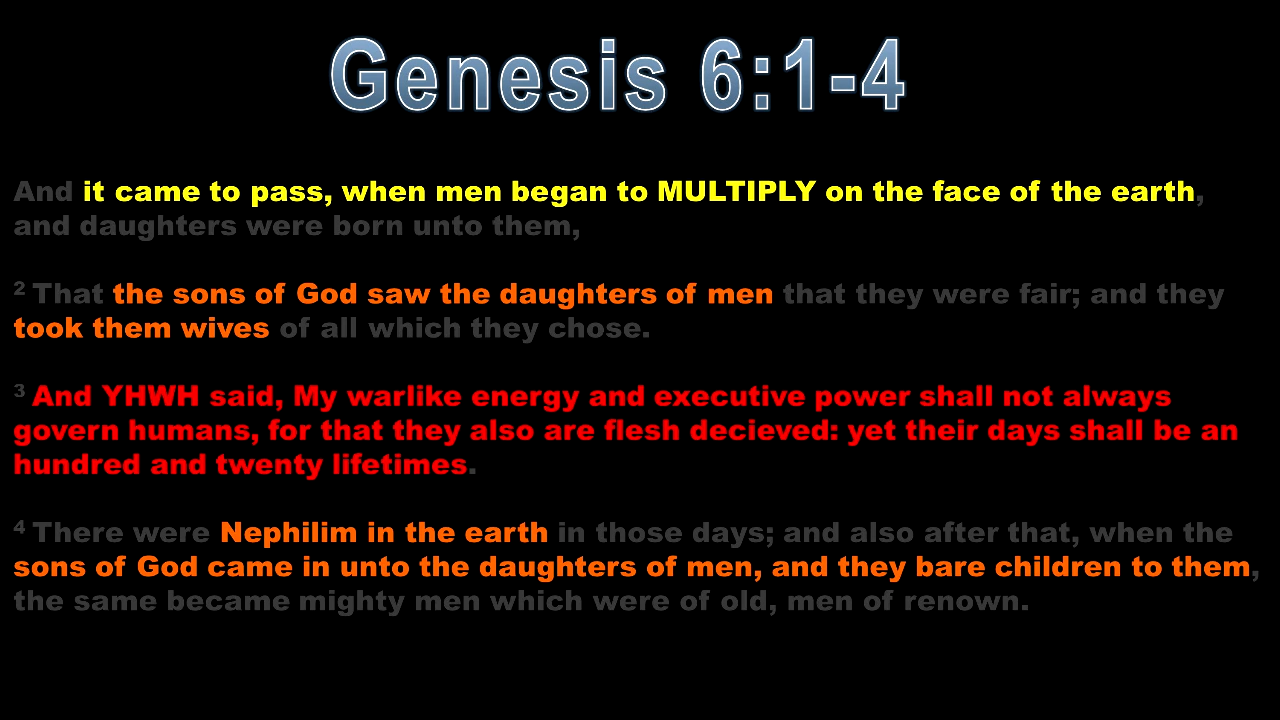 Genesis 6:1-4
And it came to pass, when men began to MULTIPLY on the face of the earth,
and daughters were born unto them,
2 That the sons of God saw the daughters of men that they were fair; and they
took them wives of all which they chose.
3 And YHWH said, My warlike energy and executive power shall not always
govern humans, for that they also are flesh decieved: yet their days shall be an
hundred and twenty lifetimes.
4 There were Nephilim in the earth in those days; and also after that, when the
sons of God came in unto the daughters of men, and they bare children to them,
the same became mighty men which were of old, men of renown.